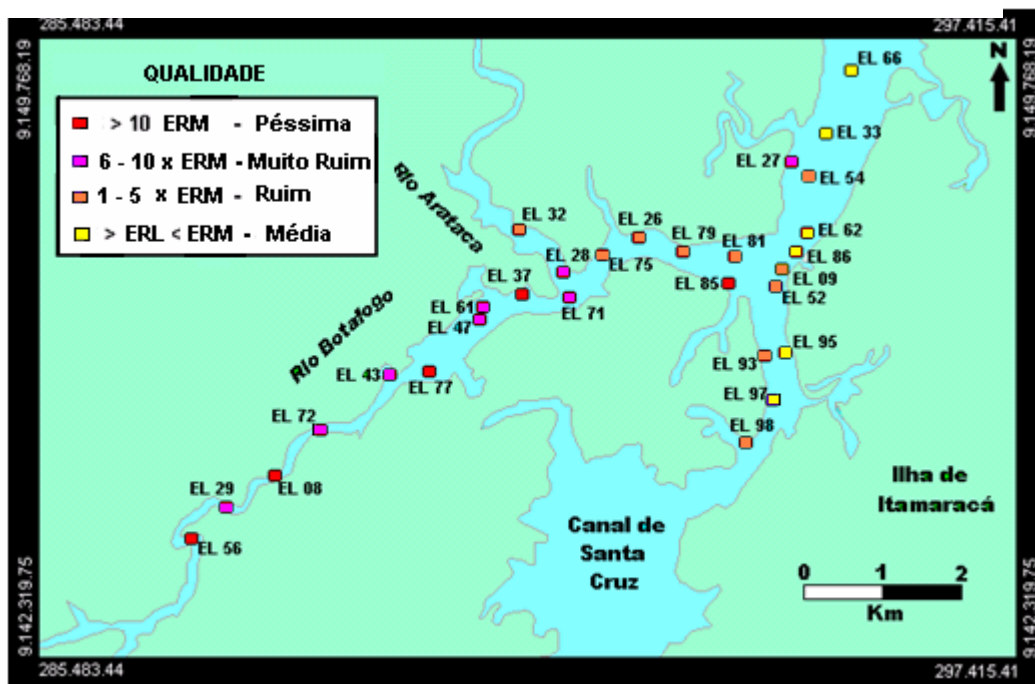 285.483.44
297.415.41
9.149.768.19
9.149.768.19
N
QUALIDADE
> 10 ERM - Péssima
6 - 10 x ERM - Muito Ruim
1 - 5 x ERM - Ruim
> ERL < ERM - Média
EL 66
EL 33
EL 27
EL 54
Rio Arataca
EL 32
EL 26
EL 79
EL 81
EL 62
EL 86
EL 28
EL 75
EL 09
EL 37
EL 85
EL 52
EL 61
EL 71
EL 47
Rio Botafogo
EL 95
EL 93
EL 43
EL 77
EL 97
EL 72
EL 98
EL 08
EL 29
EL 56
Ilha de
Itamaracá
Canal de
Santa
Cruz
0 1 2
Km
9.142.319.75
9.142.319.75
285.483.44
297.415.41